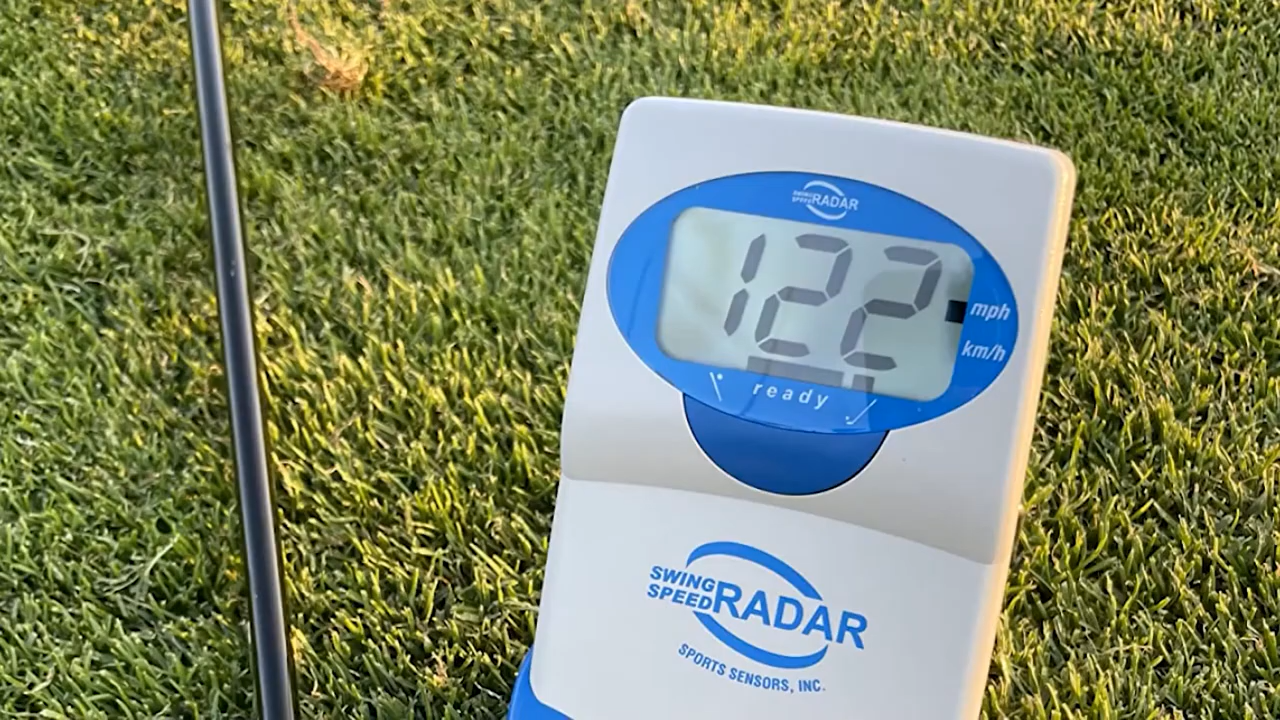 SWING SPEED RADAR
122
mph
km/h
ready
SWING
SPEED RADAR
SPORTS SENSORS, INC.